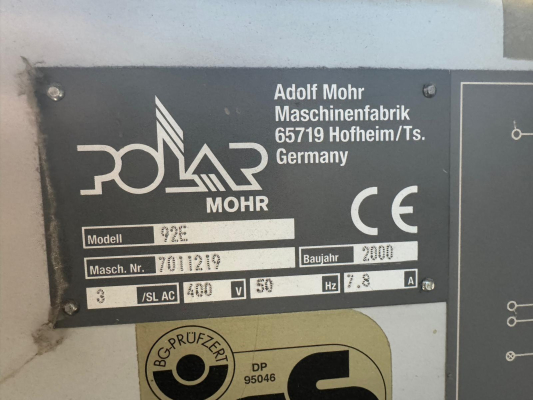 Adolf Mohr
Maschinenfabrik
65719 Hofheim/Ts.
Germany
POLAR
MOHR
CE
Modell 92E
Masch. Nr. 7011219 Baujahr 2000
3 /SL AC 400 V 50 Hz 7.8 A
BG-PRÜFZERT
DP
95046